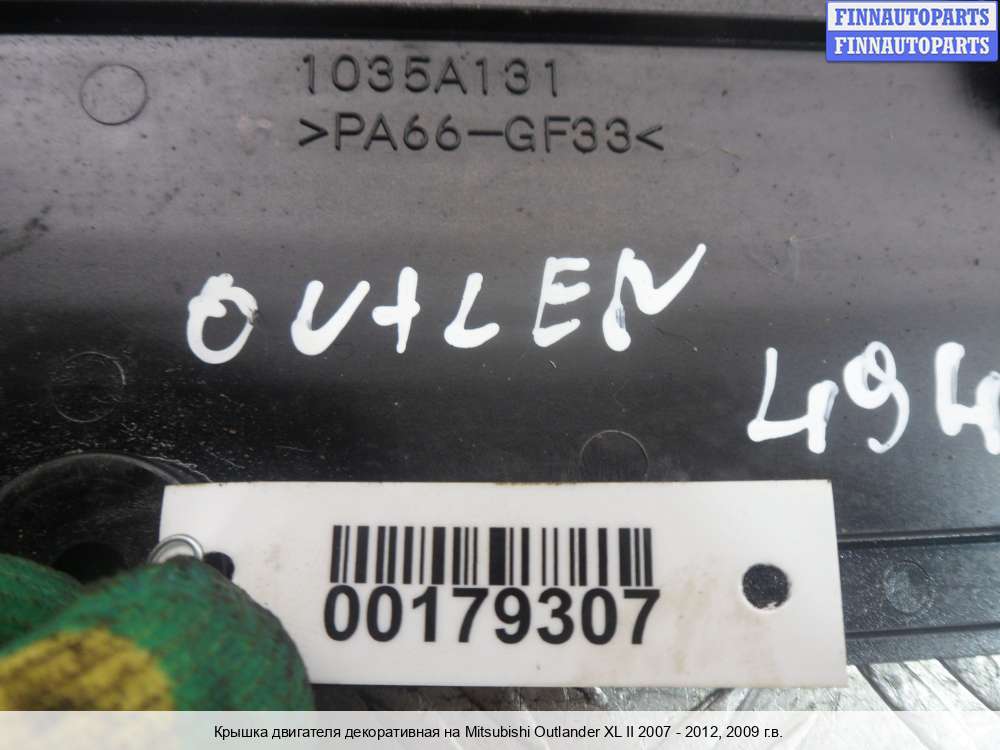 FINNAUTOPARTS
FINNAUTOPARTS
1035A131
>PA66-GF33<
OUTLEN
494
00179307
Крышка двигателя декоративная на Mitsubishi Outlander XL II 2007 - 2012, 2009 г.в.